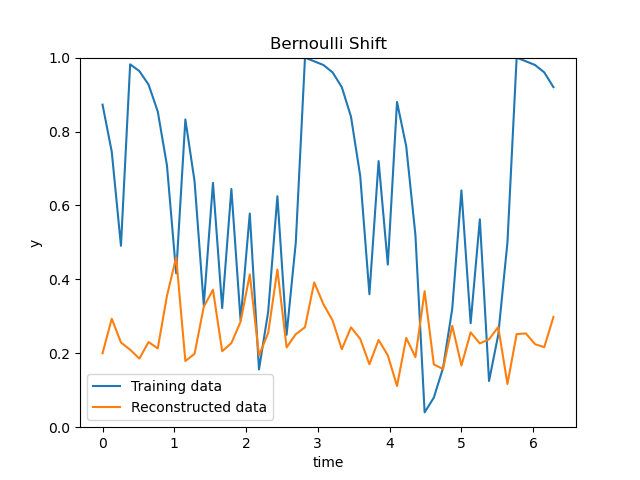 Bernoulli Shift
1.0
0.8
0.6
0.4
0.2
0.0
y
Training data
Reconstructed data
0 1 2 3 4 5 6
time